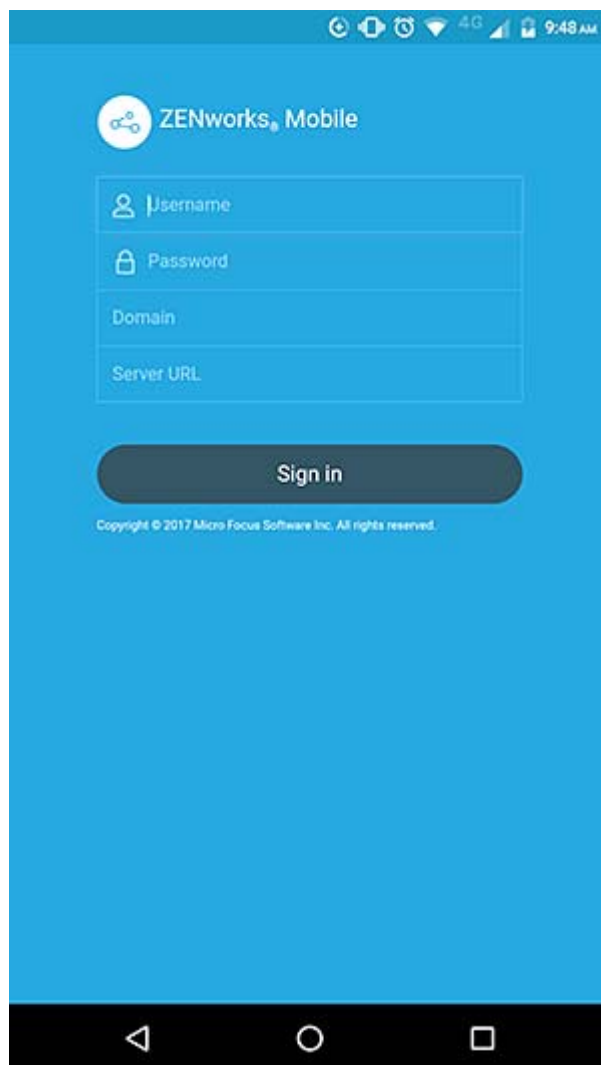 4G 9:48 AM
ZENworks® Mobile
Username
Password
Domain
Server URL
Sign in
Copyright © 2017 Micro Focus Software Inc. All rights reserved.